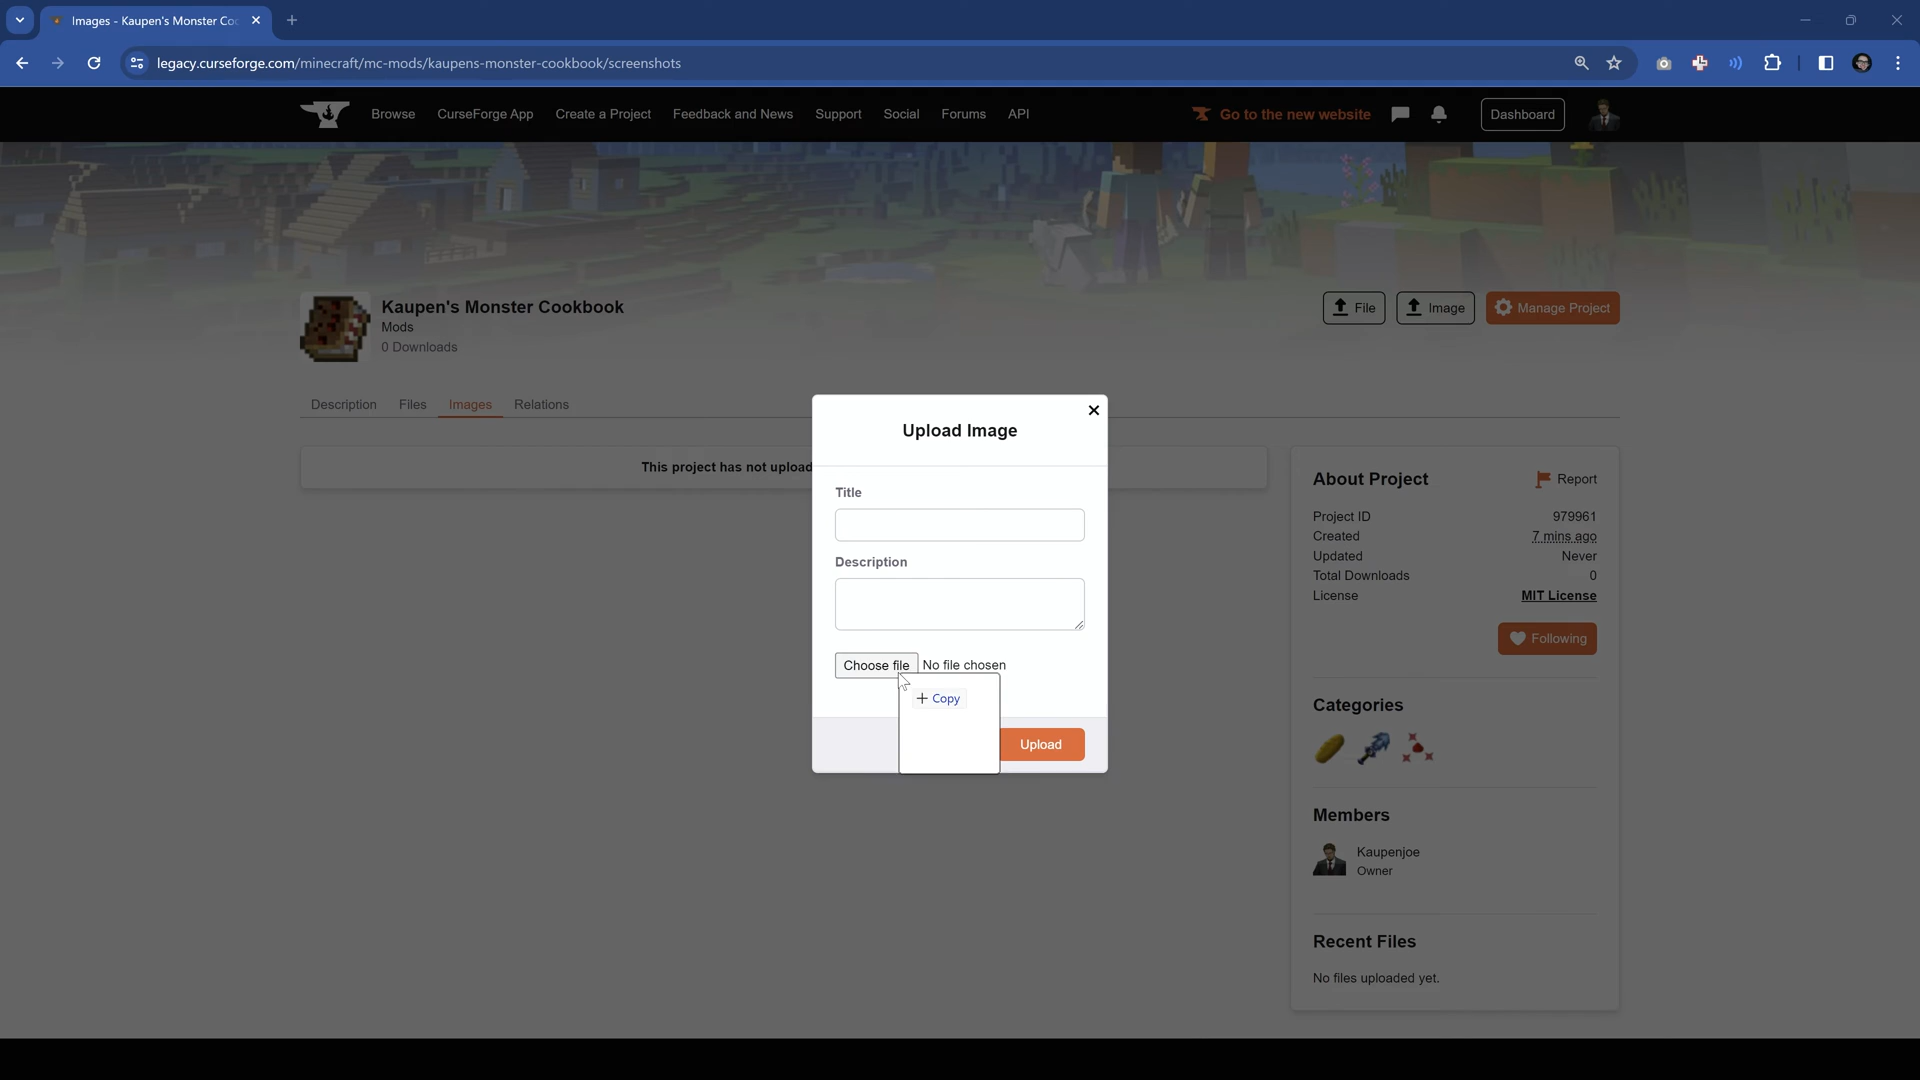 Images - Kaupen's Monster Coo
legacy.curseforge.com/minecraft/mc-mods/kaupens-monster-cookbook/screenshots
Browse CurseForge App Create a Project Feedback and News Support Social Forums API Go to the new website Dashboard
Kaupen's Monster Cookbook
Mods
0 Downloads
File Image Manage Project
Description Files Images Relations
This project has not upload
Upload Image
Title
Description
Choose file No file chosen
+ Copy
Upload
About Project Report
Project ID 979961
Created 7 mins ago
Updated Never
Total Downloads 0
License MIT License
Following
Categories
Members
Kaupenjoe
Owner
Recent Files
No files uploaded yet.